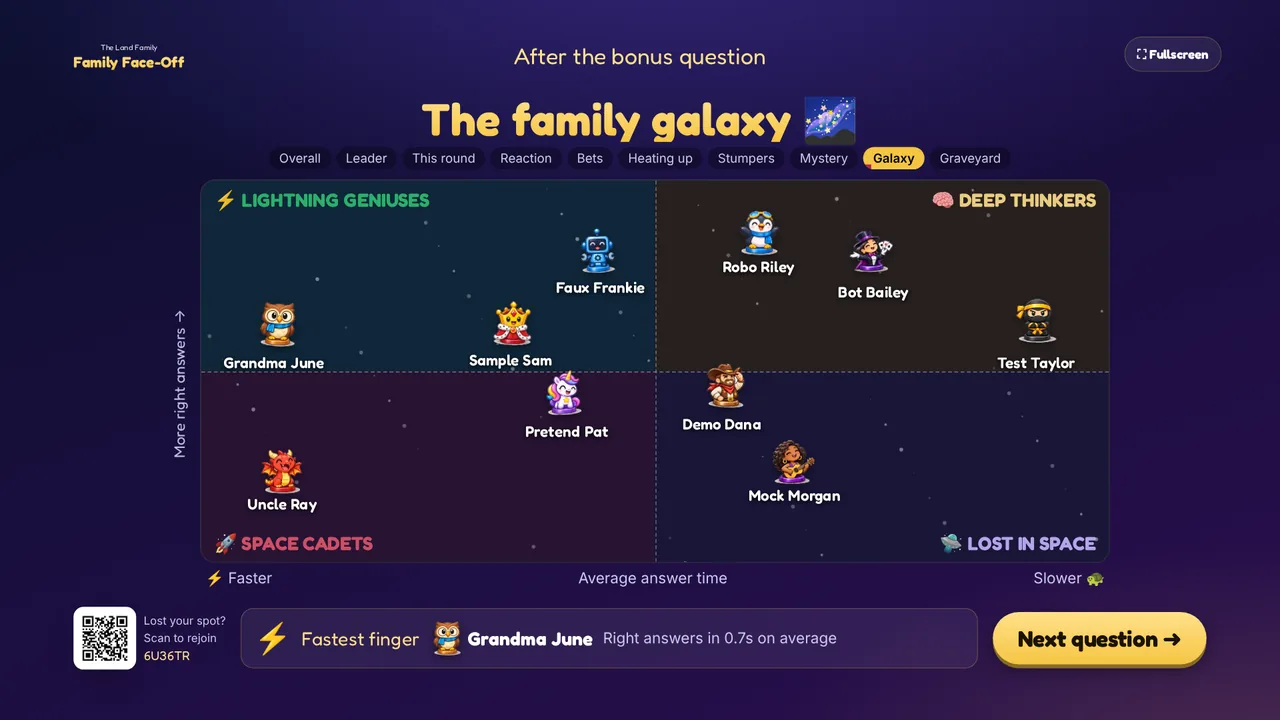 The Land Family
Family Face-Off
After the bonus question
Fullscreen
The family galaxy
Overall
Leader
This round
Reaction
Bets
Heating up
Stumpers
Mystery
Galaxy
Graveyard
LIGHTNING GENIUSES
DEEP THINKERS
Robo Riley
Faux Frankie
Bot Bailey
Grandma June
Sample Sam
Test Taylor
More right answers →
Pretend Pat
Demo Dana
Mock Morgan
Uncle Ray
SPACE CADETS
LOST IN SPACE
Faster
Average answer time
Slower
Lost your spot?
Scan to rejoin
6U36TR
Fastest finger
Grandma June
Right answers in 0.7s on average
Next question →